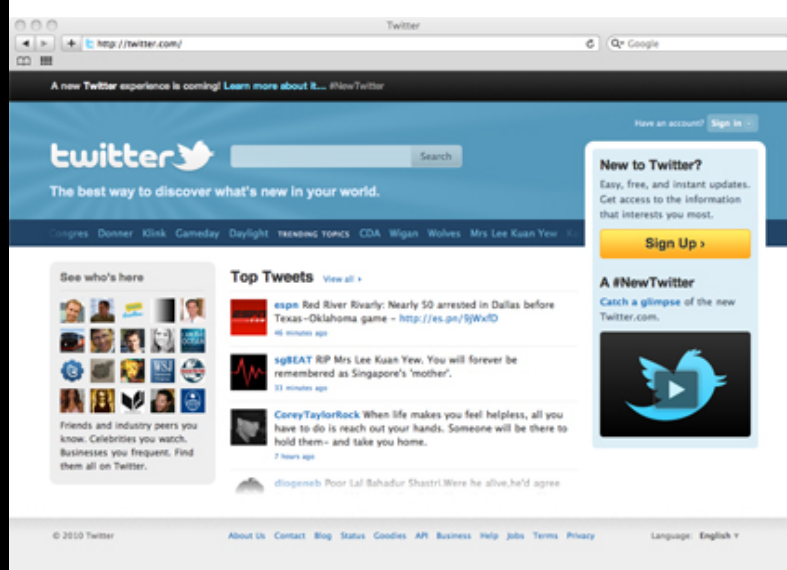 Twitter
http://twitter.com/
Google
A new Twitter experience is coming! Learn more about it... #NewTwitter
Have an account? Sign in
twitter
Search
The best way to discover what's new in your world.
Congres Donner Klink Gameday Daylight TRENDING TOPICS CDA Wigan Wolves Mrs Lee Kuan Yew
See who's here
Friends and industry peers you
know. Celebrities you watch.
Businesses you frequent. Find
them all on Twitter.
Top Tweets View all ›
espn Red River Rivarly: Nearly 50 arrested in Dallas before
Texas-Oklahoma game – http://es.pn/9jWxfD
46 minutes ago
sgBEAT RIP Mrs Lee Kuan Yew. You will forever be
remembered as Singapore's 'mother'.
33 minutes ago
CoreyTaylorRock When life makes you feel helpless, all you
have to do is reach out your hands. Someone will be there to
hold them– and take you home.
7 hours ago
diogeneb Poor Lal Bahadur Shastri.Were he alive,he'd agree
New to Twitter?
Easy, free, and instant updates.
Get access to the information
that interests you most.
Sign Up ›
A #NewTwitter
Catch a glimpse of the new
Twitter.com.
© 2010 Twitter
About Us Contact Blog Status Goodies API Business Help Jobs Terms Privacy
Language: English